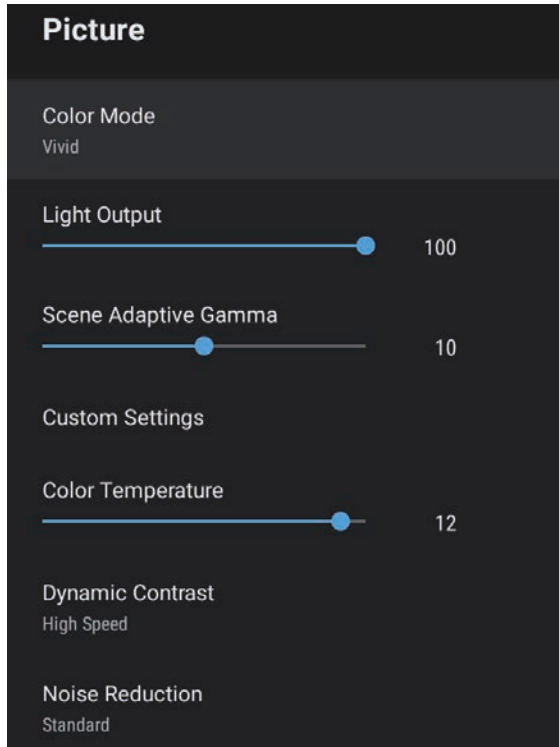 Picture
Color Mode
Vivid
Light Output
100
Scene Adaptive Gamma
10
Custom Settings
Color Temperature
12
Dynamic Contrast
High Speed
Noise Reduction
Standard